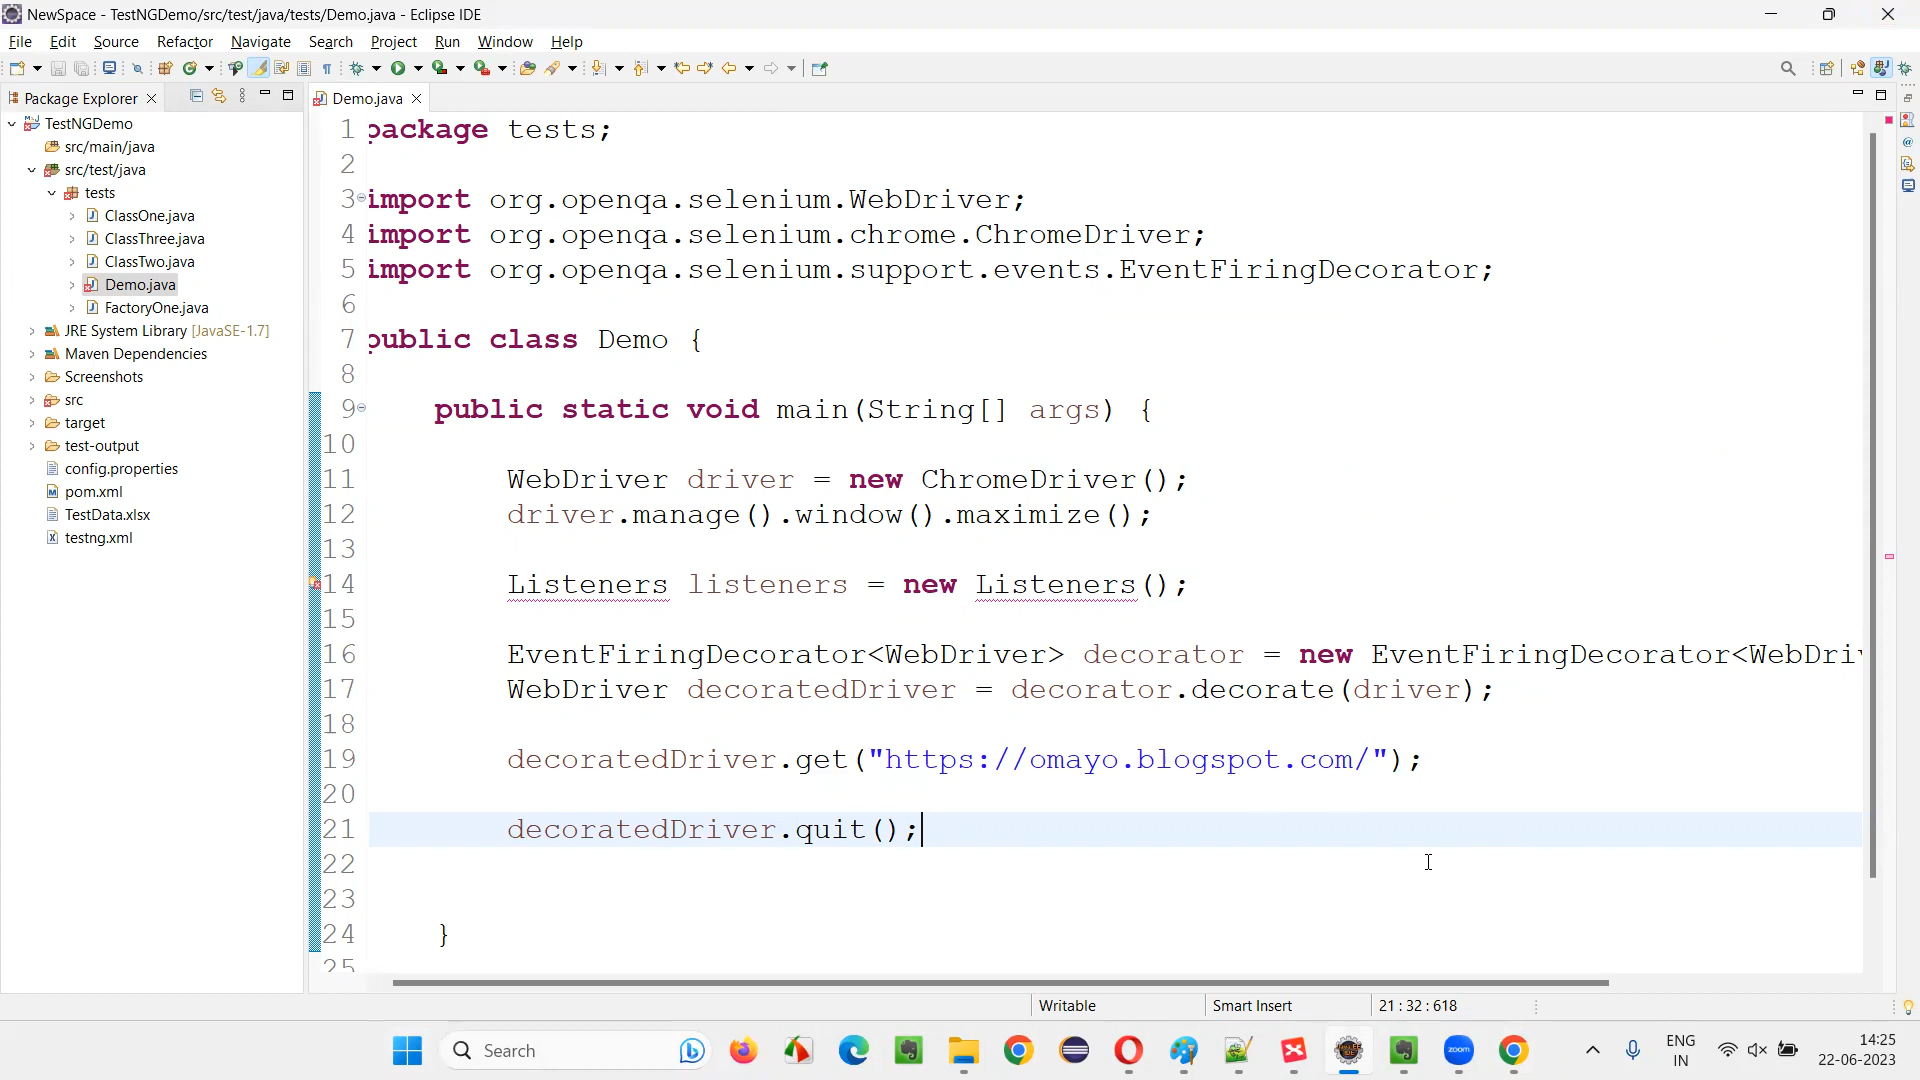 NewSpace - TestNGDemo/src/test/java/tests/Demo.java - Eclipse IDE
File Edit Source Refactor Navigate Search Project Run Window Help
Package Explorer
Demo.java
TestNGDemo
src/main/java
src/test/java
tests
ClassOne.java
ClassThree.java
ClassTwo.java
Demo.java
FactoryOne.java
JRE System Library [JavaSE-1.7]
Maven Dependencies
Screenshots
src
target
test-output
config.properties
pom.xml
TestData.xlsx
testng.xml
1 package tests;
2
3 import org.openqa.selenium.WebDriver;
4 import org.openqa.selenium.chrome.ChromeDriver;
5 import org.openqa.selenium.support.events.EventFiringDecorator;
6
7 public class Demo {
8
9 public static void main(String[] args) {
10
11 WebDriver driver = new ChromeDriver();
12 driver.manage().window().maximize();
13
14 Listeners listeners = new Listeners();
15
16 EventFiringDecorator<WebDriver> decorator = new EventFiringDecorator<WebDriv
17 WebDriver decoratedDriver = decorator.decorate(driver);
18
19 decoratedDriver.get("https://omayo.blogspot.com/");
20
21 decoratedDriver.quit();
22
23
24 }
25
Writable
Smart Insert
21 : 32 : 618
Search
zoom
ENG
IN
14:25
22-06-2023